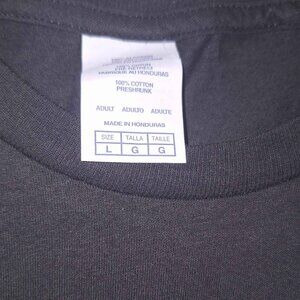 FABRIQUE AU HONDURAS
100% COTTON
PRESHRUNK
ADULT ADULTO ADULTE
MADE IN HONDURAS
SIZE TALLA TAILLE
L G G